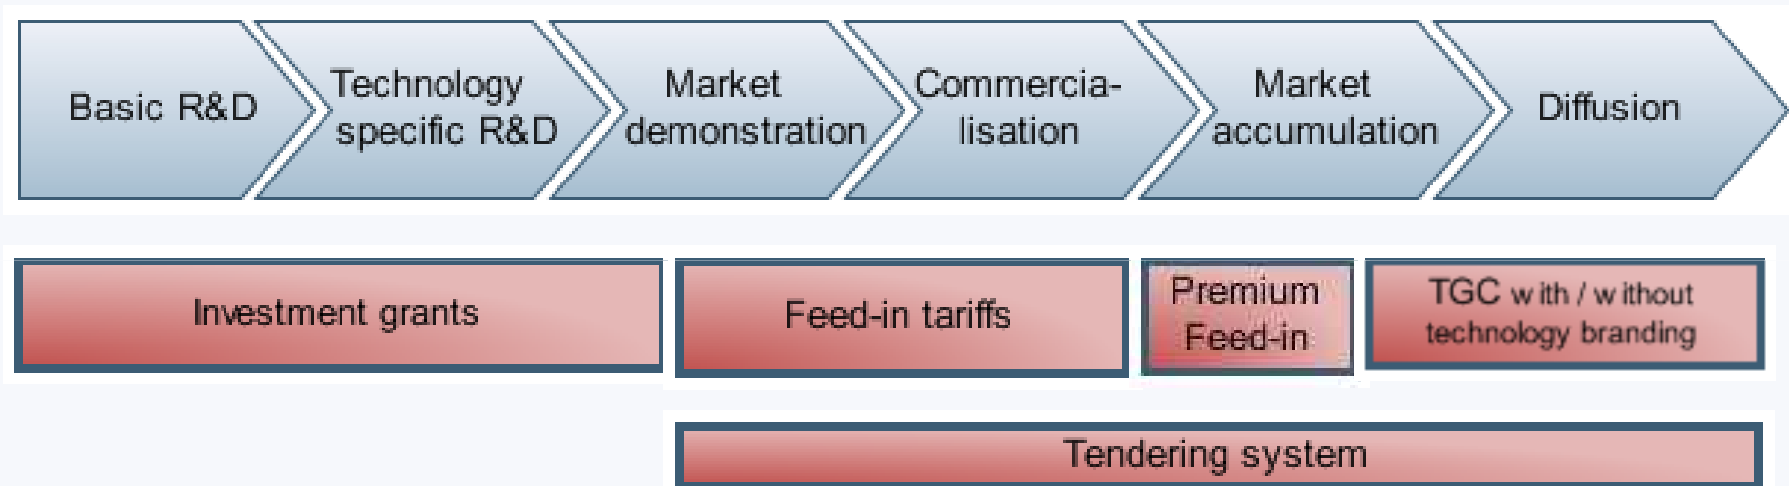 Basic R&D
Technology
specific R&D
Market
demonstration
Commercia-
lisation
Market
accumulation
Diffusion
Investment grants
Feed-in tariffs
Premium
Feed-in
TGC with / without
technology branding
Tendering system